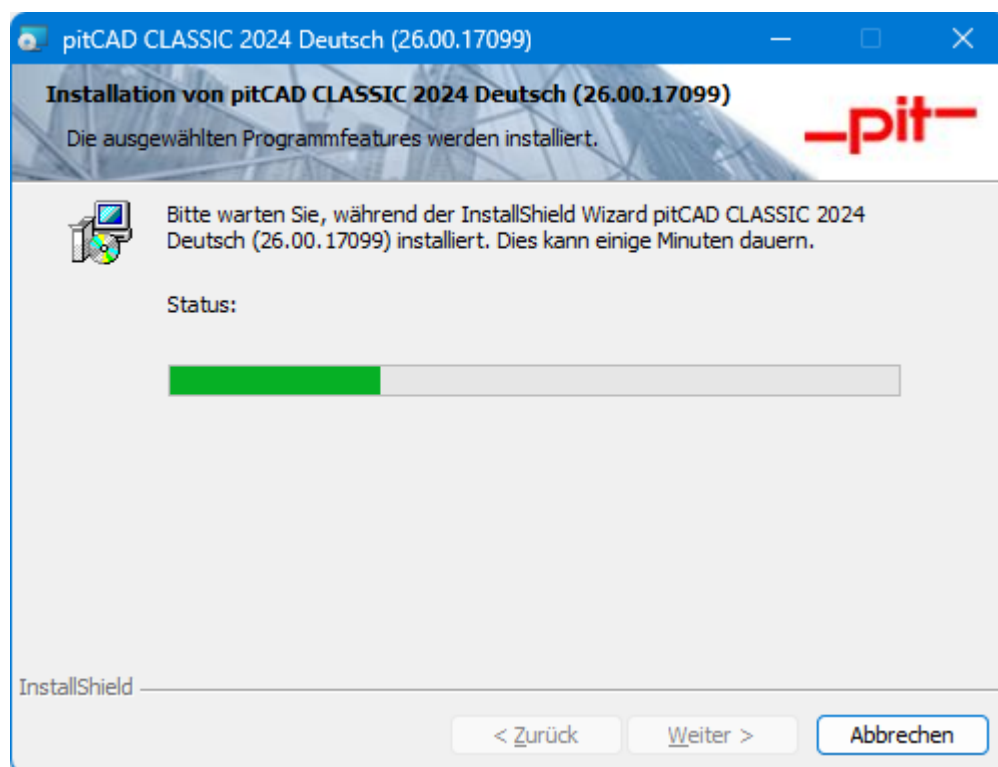 pitCAD CLASSIC 2024 Deutsch (26.00.17099)
Installation von pitCAD CLASSIC 2024 Deutsch (26.00.17099)
Die ausgewählten Programmfeatures werden installiert.
_pit-
Bitte warten Sie, während der InstallShield Wizard pitCAD CLASSIC 2024
Deutsch (26.00.17099) installiert. Dies kann einige Minuten dauern.
Status:
InstallShield
< Zurück
Weiter >
Abbrechen